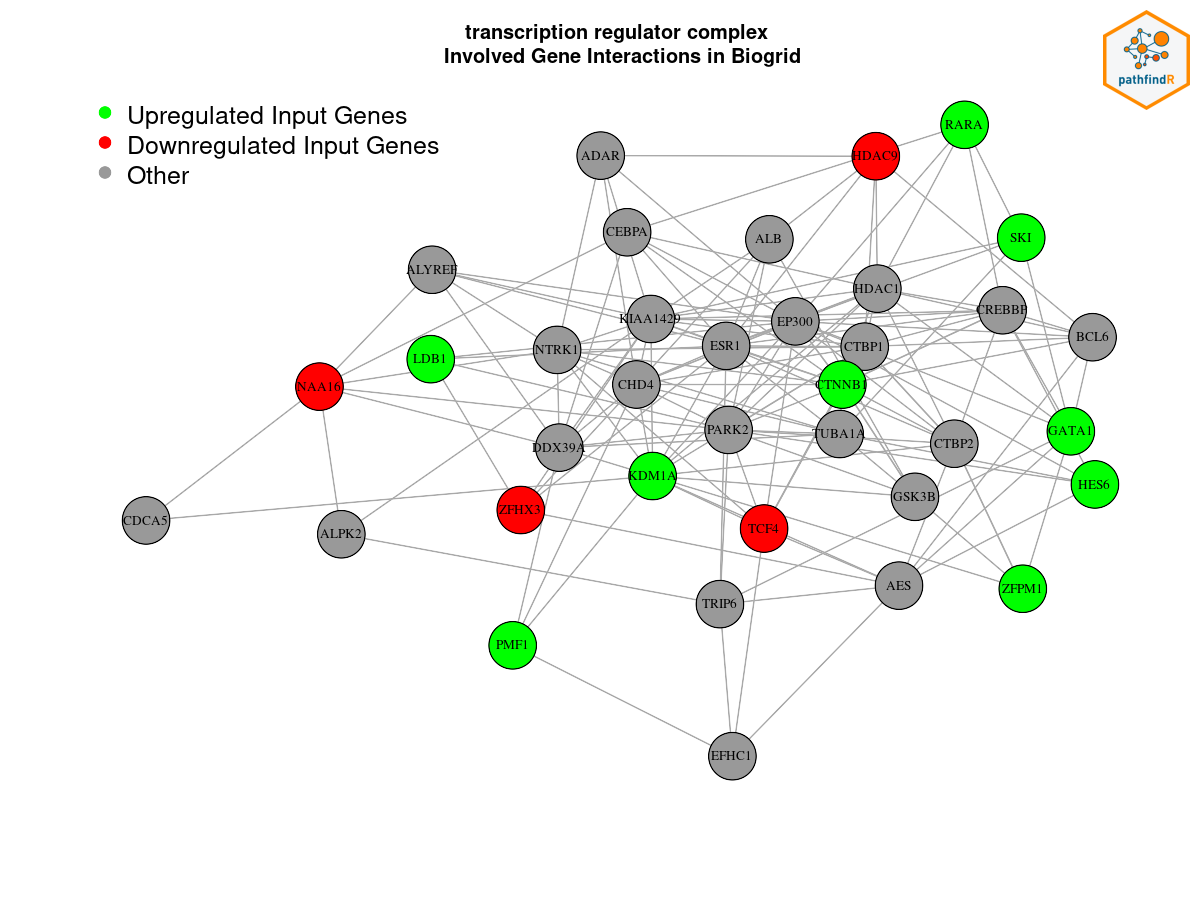 transcription regulator complex
Involved Gene Interactions in Biogrid
pathfindR
Upregulated Input Genes
Downregulated Input Genes
Other
RARA
ADAR
HDAC9
CEBPA
ALB
SKI
ALYREF
HDAC1
CREBBP
KIAA1429
EP300
BCL6
NTRK1
ESR1
CTBP1
LDB1
NAA16
CHD4
CTNNB1
PARK2
TUBA1A
GATA1
DDX39A
CTBP2
KDM1A
HES6
GSK3B
ZFHX3
CDCA5
TCF4
ALPK2
AES
ZFPM1
TRIP6
PMF1
EFHC1